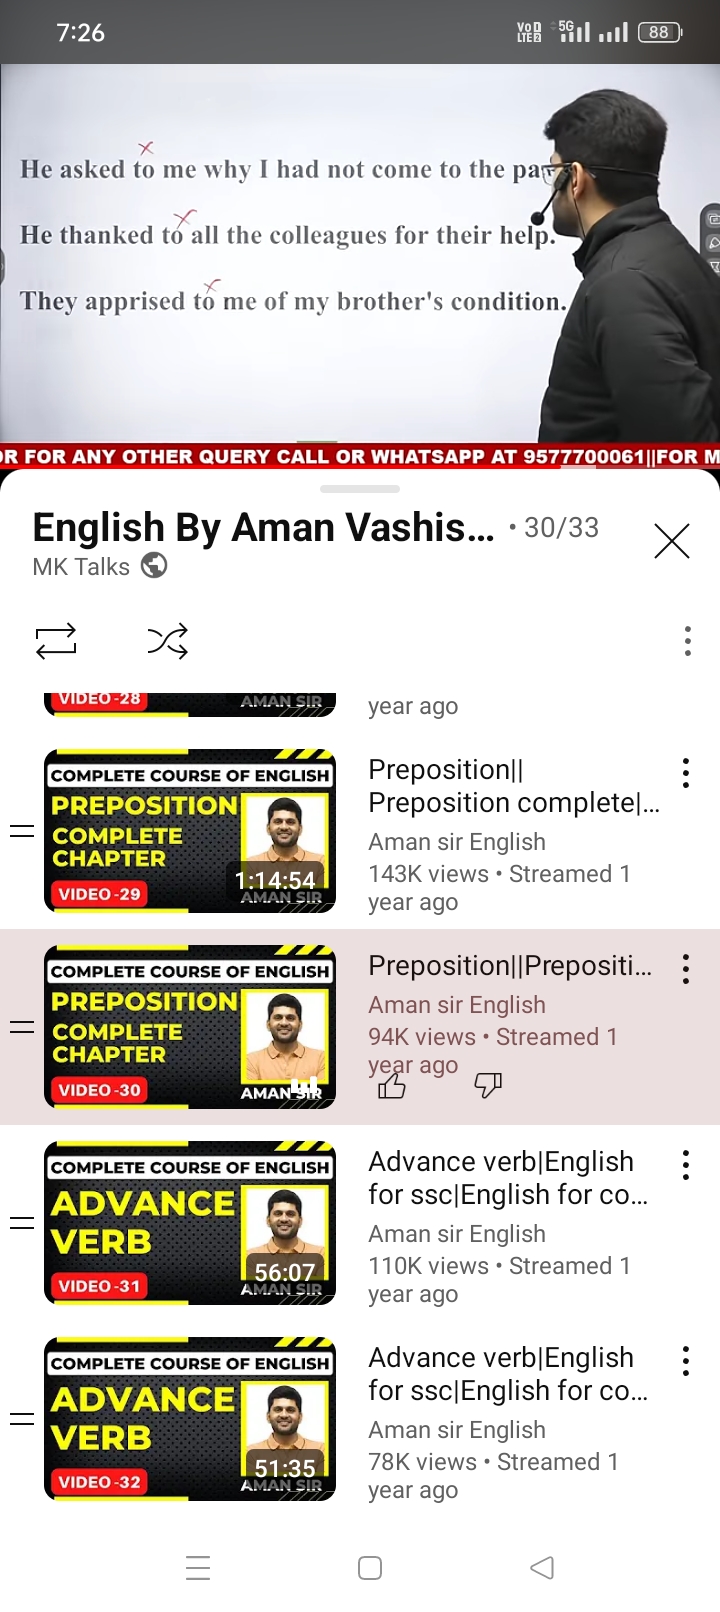 7:26
Vo D
LTE 2
5G
88
He asked to me why I had not come to the
He thanked to all the colleagues for their help.
They apprised to me of my brother's condition.
OR FOR ANY OTHER QUERY CALL OR WHATSAPP AT 9577700061||FOR M
English By Aman Vashis... • 30/33
MK Talks
VIDEO-28
AMAN SIR
year ago
COMPLETE COURSE OF ENGLISH
PREPOSITION
COMPLETE
CHAPTER
1:14:54
VIDEO-29
AMAN SIR
Preposition||
Preposition complete|...
Aman sir English
143K views • Streamed 1
year ago
COMPLETE COURSE OF ENGLISH
PREPOSITION
COMPLETE
CHAPTER
VIDEO-30
AMAN SIR
Preposition||Prepositi...
Aman sir English
94K views • Streamed 1
year ago
COMPLETE COURSE OF ENGLISH
ADVANCE
VERB
56:07
VIDEO-31
AMAN SIR
Advance verb|English
for ssc|English for co...
Aman sir English
110K views • Streamed 1
year ago
COMPLETE COURSE OF ENGLISH
ADVANCE
VERB
51:35
VIDEO-32
AMAN SIR
Advance verb|English
for ssc|English for co...
Aman sir English
78K views • Streamed 1
year ago